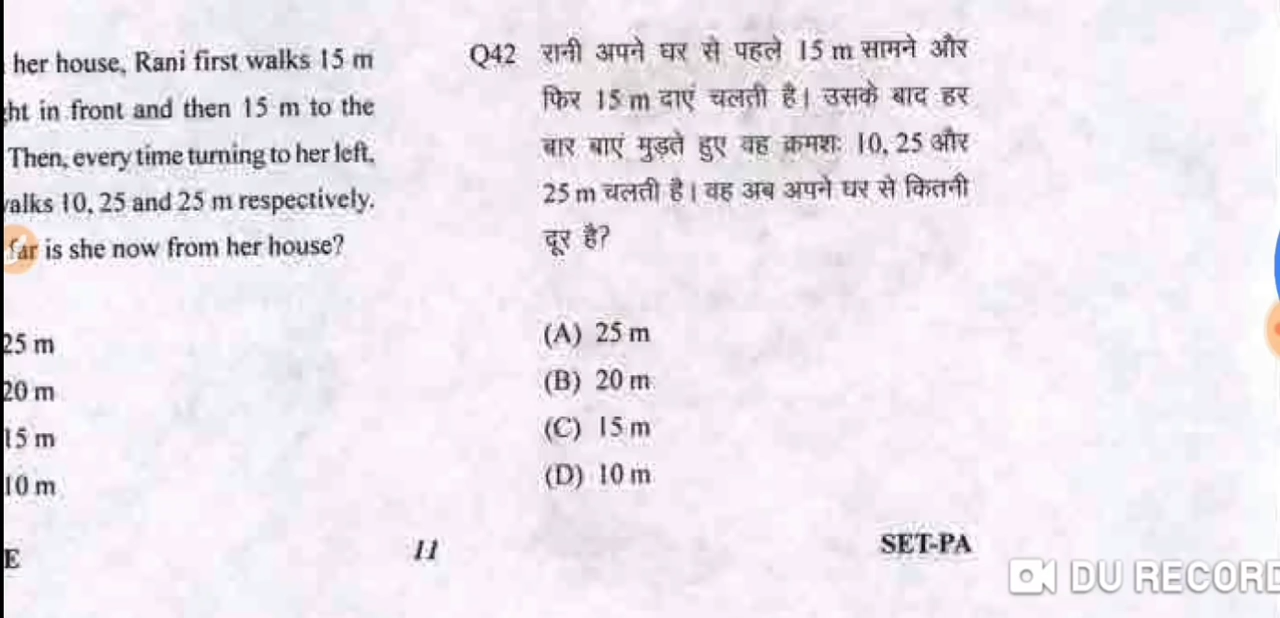 her house, Rani first walks 15 m
in front and then 15 m to the
Then, every time turning to her left,
10, 25 and 25 m respectively.
far is she now from her house?
25 m
20 m
15 m
10 m
E
Q42 रानी अपने घर से पहले 15 m सामने और
फिर 15 m दाएं चलती है। उसके बाद हर
बार बाएं मुड़ते हुए वह क्रमशः 10, 25 और
25 m चलती है। वह अब अपने घर से कितनी
दूर है?
(A) 25 m
(B) 20 m
(C) 15 m
(D) 10 m
11
SET-PA
DU RECORD